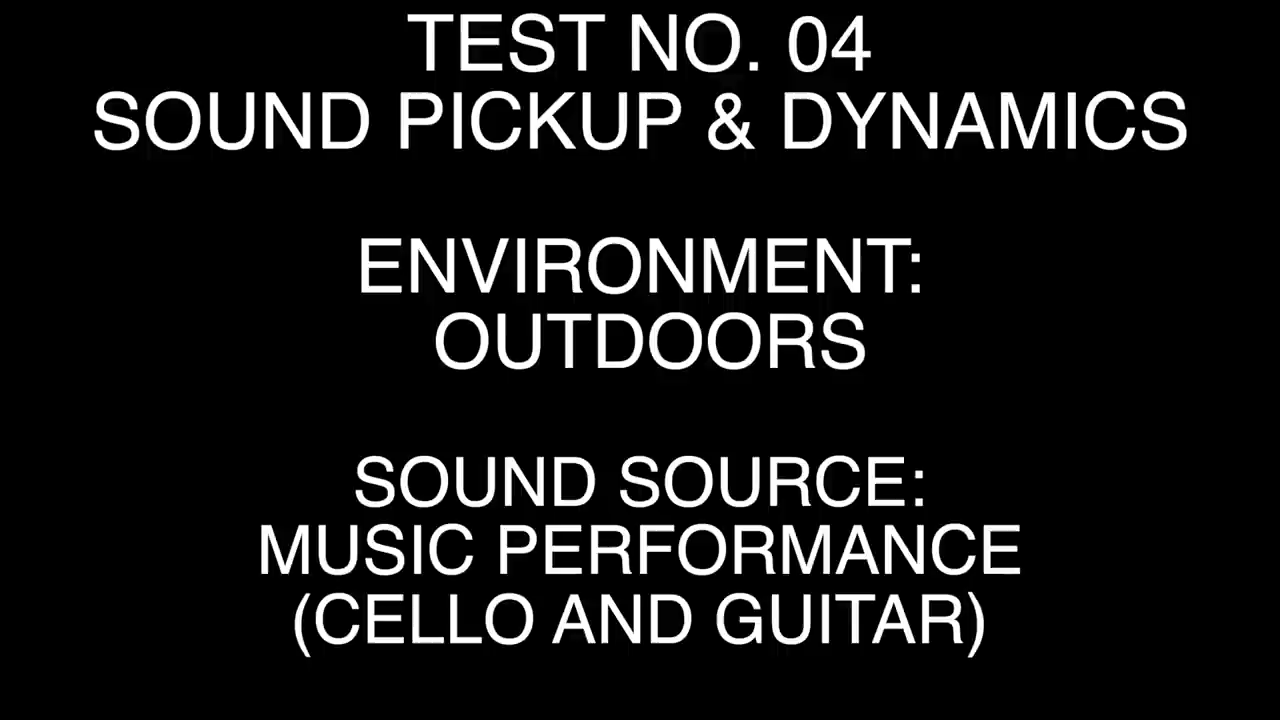 TEST NO. 04
SOUND PICKUP & DYNAMICS
ENVIRONMENT:
OUTDOORS
SOUND SOURCE:
MUSIC PERFORMANCE
(CELLO AND GUITAR)